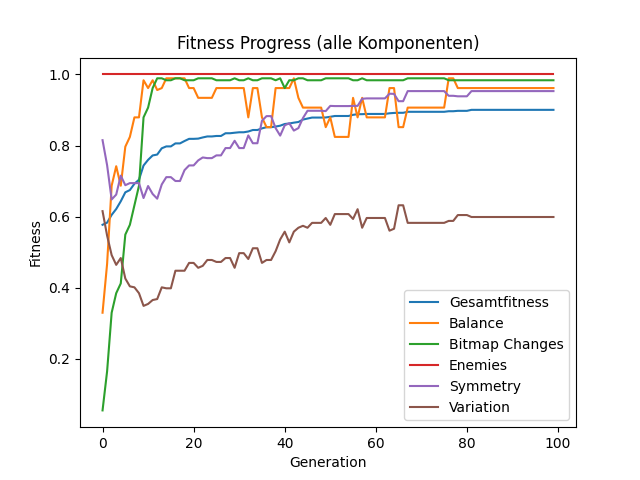 Fitness Progress (alle Komponenten)
1.0
0.8
0.6
0.4
0.2
Fitness
0 20 40 60 80 100
Generation
Gesamtfitness
Balance
Bitmap Changes
Enemies
Symmetry
Variation